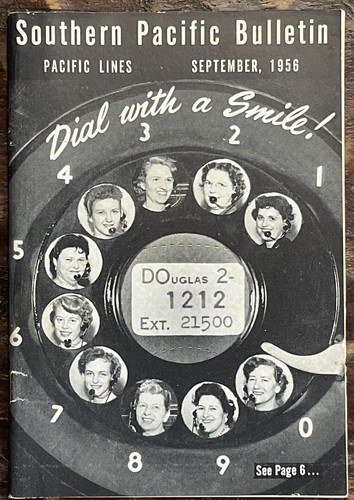 Southern Pacific Bulletin
PACIFIC LINES SEPTEMBER, 1956
Dial with a Smile!
3 2
4 1
5
DOUGLAS 2-
1212
EXT. 21500
6
7 0
8 9
See Page 6...